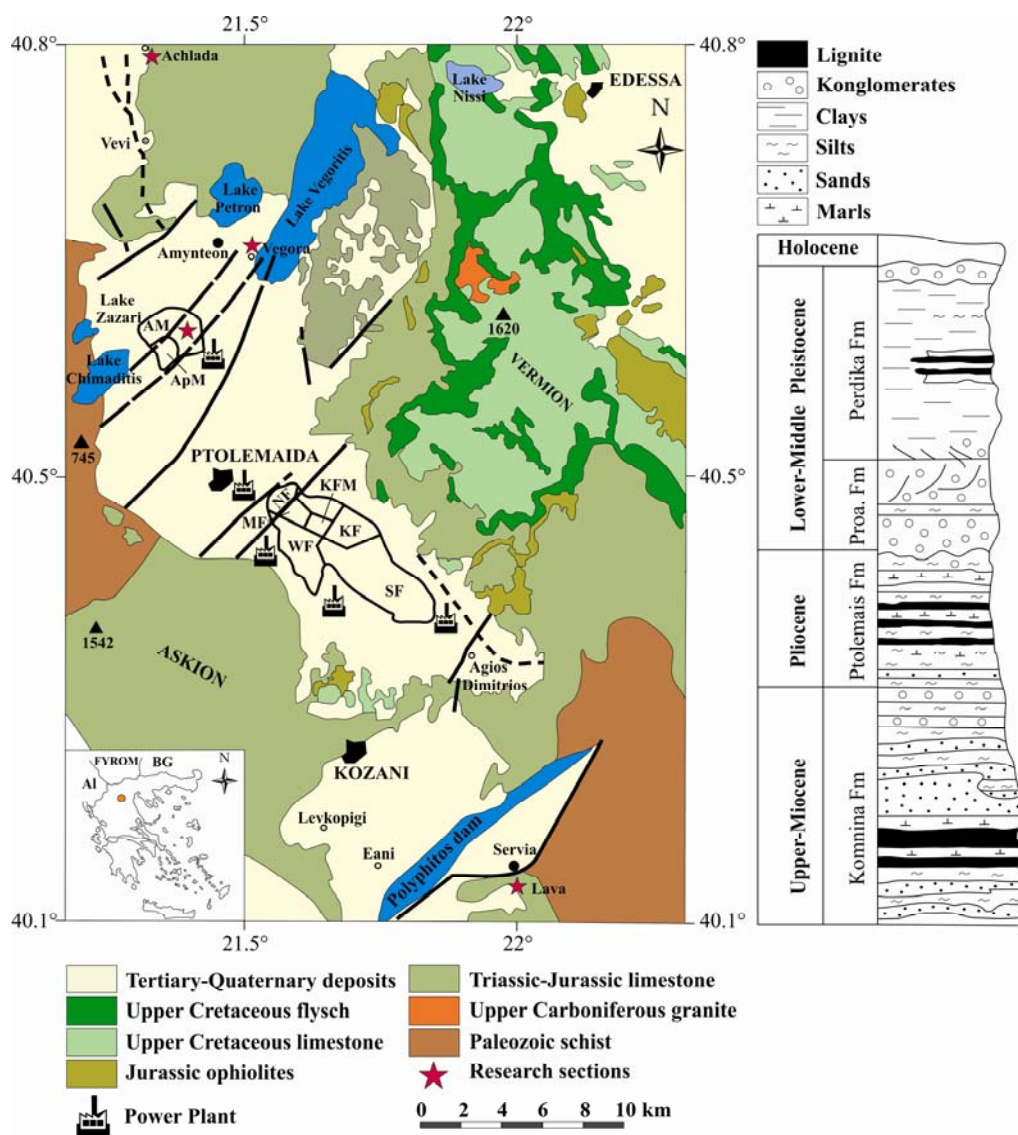 21.5°
22°
40.8°
40.8°
Achlada
Vevi
Lake
Nissi
EDESSA
N
Lake Vegoritis
Lake
Petron
Amynteon
Vegora
Lake
Zazari
AM
ApM
Lake
Chimaditis
745
1620
VERMION
PTOLEMAIDA
40.5°
40.5°
NF
KFM
MF
KF
WF
SF
1542
ASKION
Agios
Dimitrios
FYROM
BG
Al
N
KOZANI
Levkopigi
Eani
Polyphitos dam
Servia
Lava
40.1°
40.1°
21.5°
22°
Lignite
Konglomerates
Clays
Silts
Sands
Marls
Holocene
Lower-Middle Pleistocene
Perdika Fm
Proa. Fm
Pliocene
Ptolemais Fm
Upper-Miocene
Komnina Fm
Tertiary-Quaternary deposits
Upper Cretaceous flysch
Upper Cretaceous limestone
Jurassic ophiolites
Power Plant
Triassic-Jurassic limestone
Upper Carboniferous granite
Paleozoic schist
Research sections
0 2 4 6 8 10 km